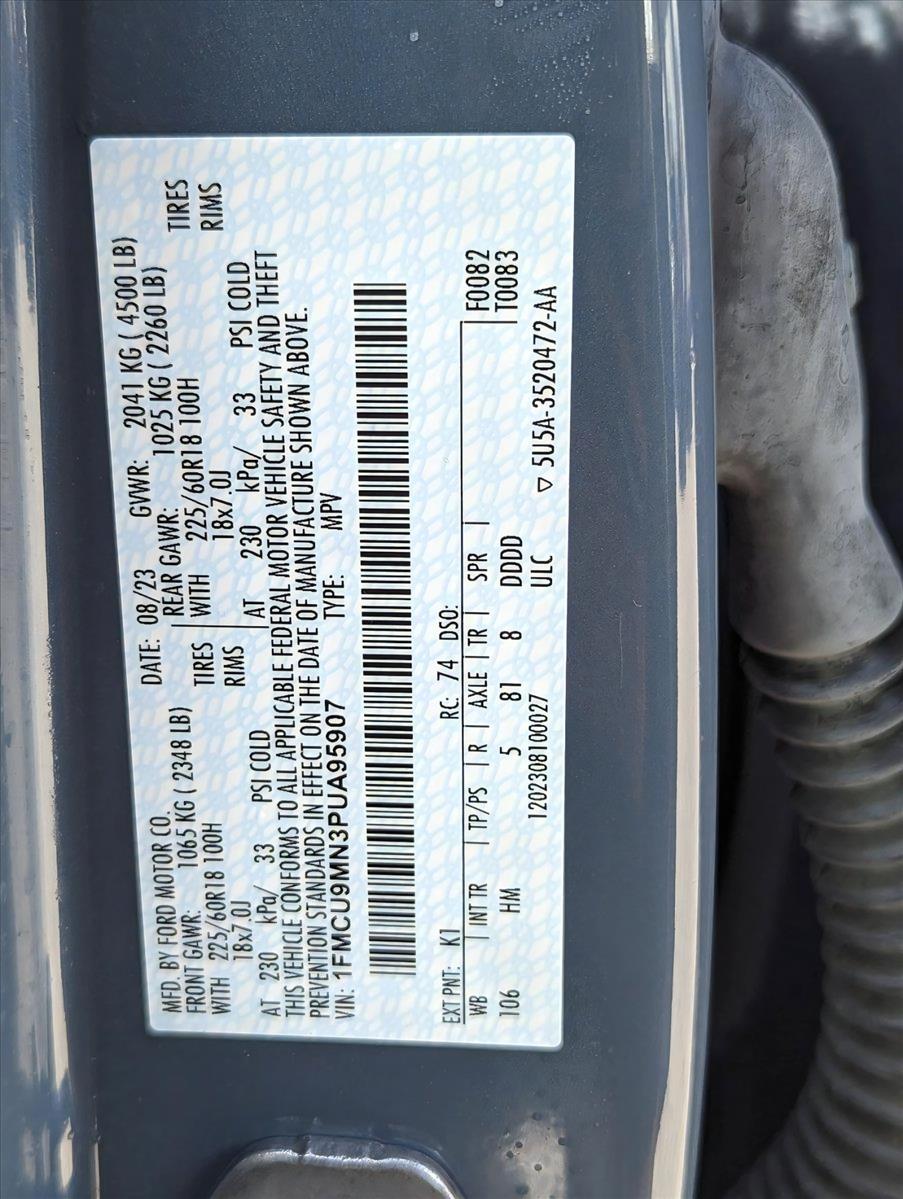 MFD. BY FORD MOTOR CO. DATE: 08/23 GVWR: 2041 KG ( 4500 LB)
FRONT GAWR: 1065 KG ( 2348 LB) REAR GAWR: 1025 KG ( 2260 LB)
WITH 225/60R18 100H TIRES WITH 225/60R18 100H TIRES
18x7.0J RIMS 18x7.0J RIMS
AT 230 kPa/ 33 PSI COLD AT 230 kPa/ 33 PSI COLD
THIS VEHICLE CONFORMS TO ALL APPLICABLE FEDERAL MOTOR VEHICLE SAFETY AND THEFT
PREVENTION STANDARDS IN EFFECT ON THE DATE OF MANUFACTURE SHOWN ABOVE.
VIN: 1FMCU9MN3PUA95907 TYPE: MPV
EXT PNT: K1 RC: 74 DSO:
WB | INT TR | TP/PS | R | AXLE | TR | SPR | F0082
106 HM 5 81 8 DDDD T0083
1202308100027 ULC ▽ 5U5A-3520472-AA